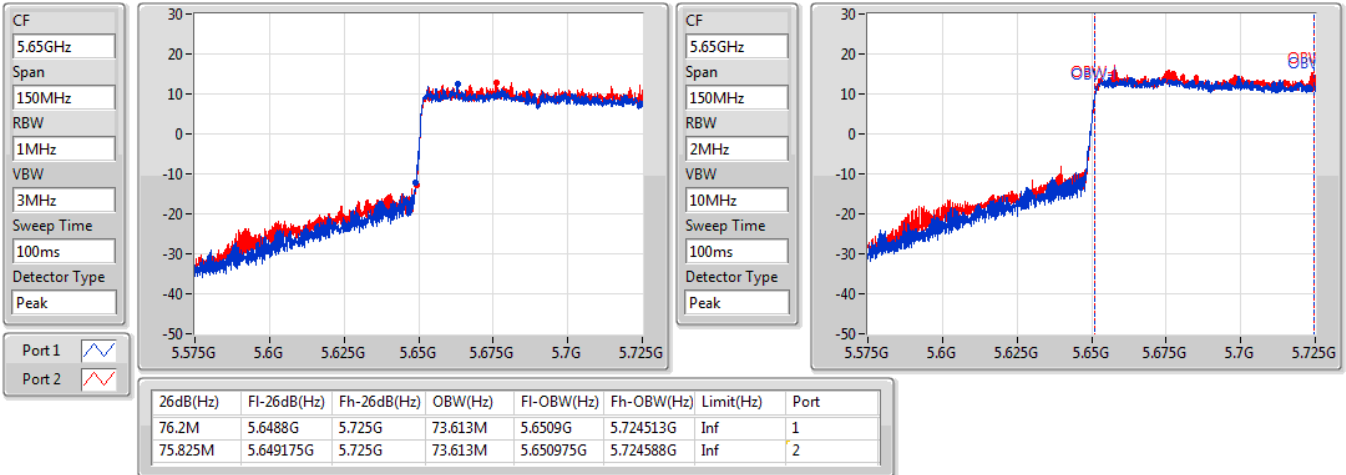 CF
5.65GHz
Span
150MHz
RBW
1MHz
VBW
3MHz
Sweep Time
100ms
Detector Type
Peak
Port 1
Port 2
30
20
10
0
-10
-20
-30
-40
-50
5.575G 5.6G 5.625G 5.65G 5.675G 5.7G 5.725G
CF
5.65GHz
Span
150MHz
RBW
2MHz
VBW
10MHz
Sweep Time
100ms
Detector Type
Peak
30
20
10
0
-10
-20
-30
-40
-50
OBW
5.575G 5.6G 5.625G 5.65G 5.675G 5.7G 5.725G
26dB(Hz) Fl-26dB(Hz) Fh-26dB(Hz) OBW(Hz) Fl-OBW(Hz) Fh-OBW(Hz) Limit(Hz) Port
76.2M 5.6488G 5.725G 73.613M 5.6509G 5.724513G Inf 1
75.825M 5.649175G 5.725G 73.613M 5.650975G 5.724588G Inf 2